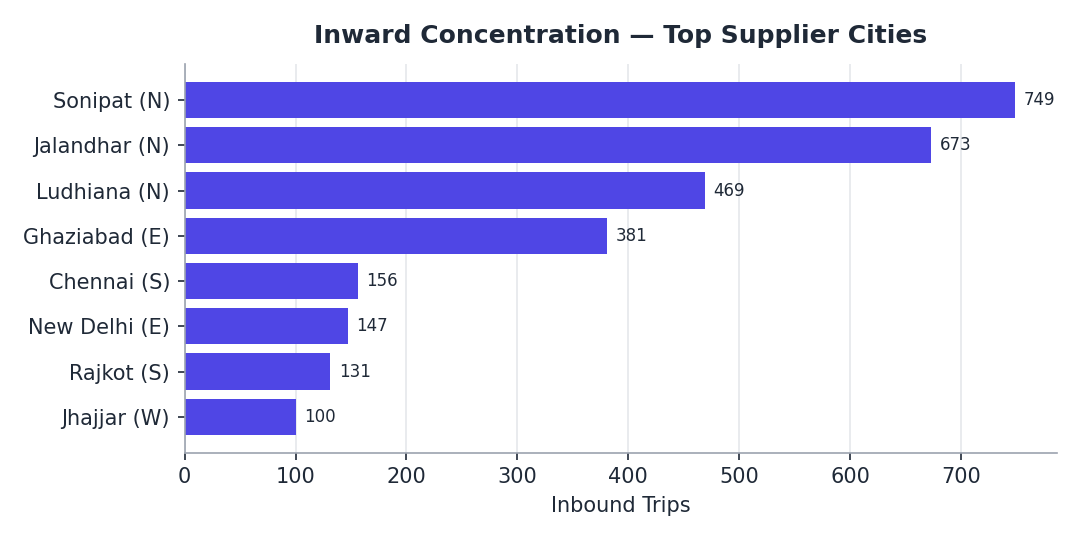 Inward Concentration — Top Supplier Cities
Sonipat (N) 749
Jalandhar (N) 673
Ludhiana (N) 469
Ghaziabad (E) 381
Chennai (S) 156
New Delhi (E) 147
Rajkot (S) 131
Jhajjar (W) 100
0 100 200 300 400 500 600 700
Inbound Trips